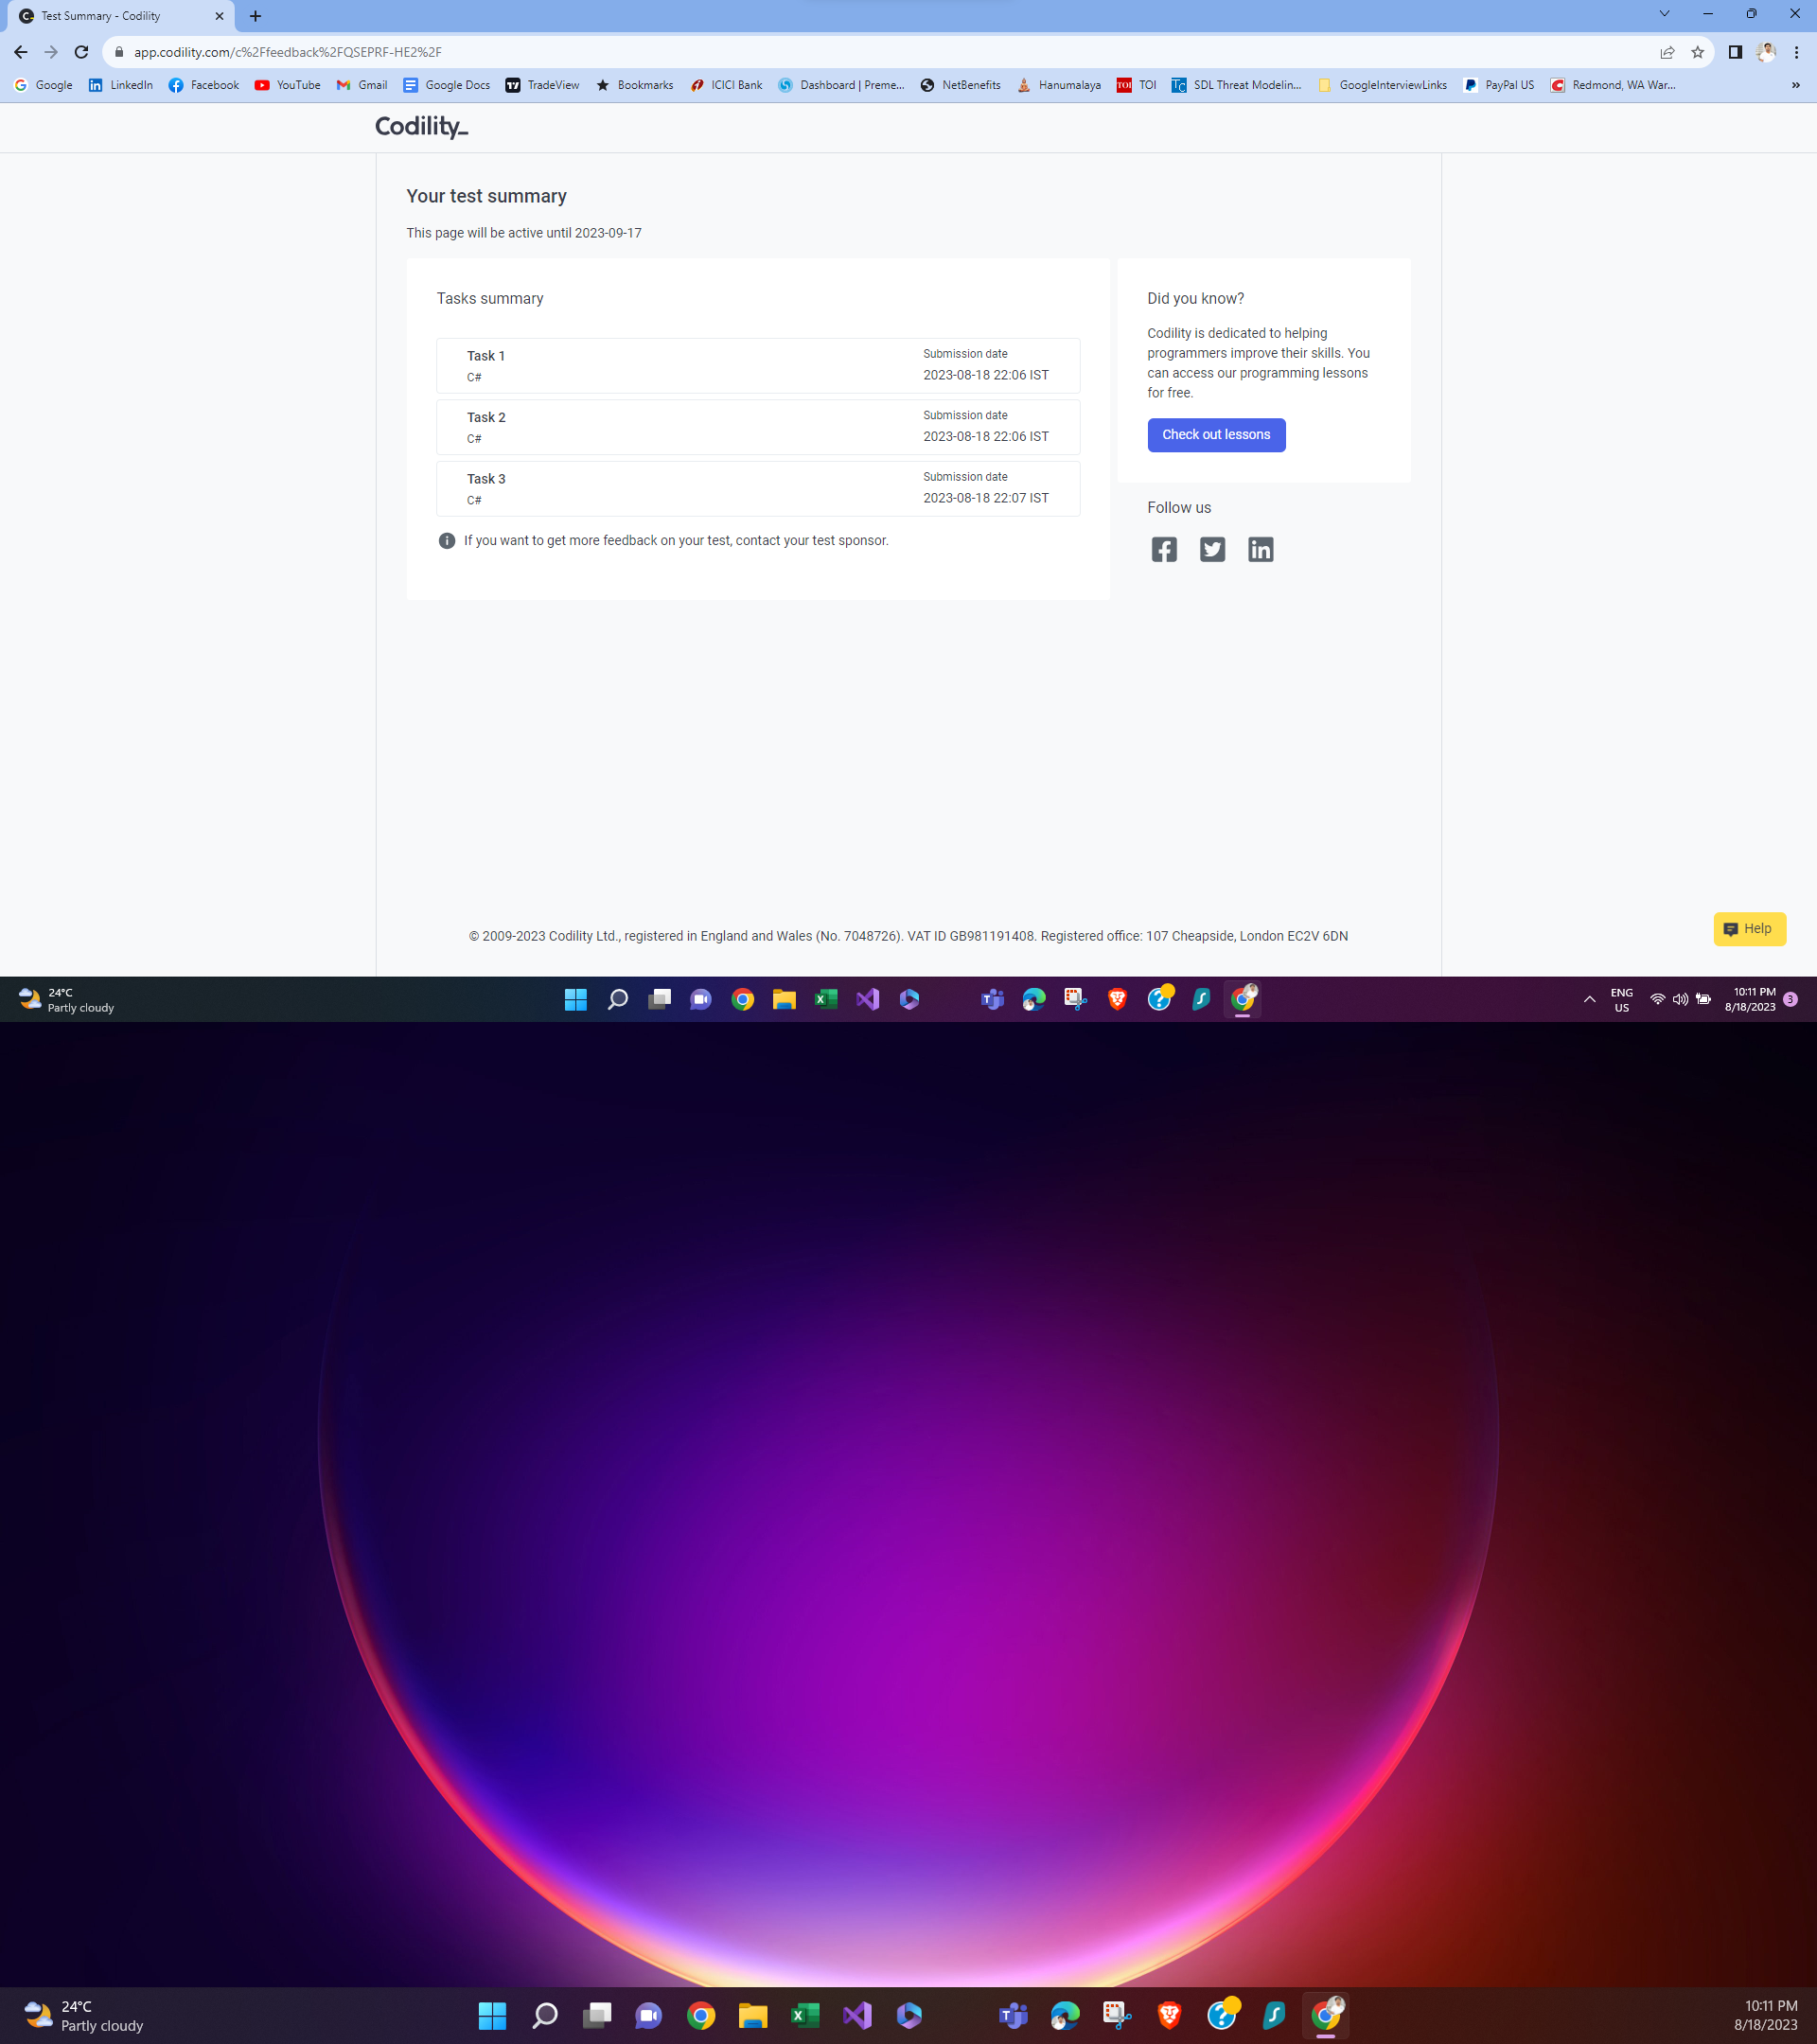 Test Summary - Codility
app.codility.com/c%2Ffeedback%2FQSEPRF-HE2%2F
Google LinkedIn Facebook YouTube Gmail Google Docs TradeView Bookmarks ICICI Bank Dashboard | Preme... NetBenefits Hanumalaya TOI TOI SDL Threat Modelin... GoogleInterviewLinks PayPal US Redmond, WA War... »
Codility_
Your test summary
This page will be active until 2023-09-17
Tasks summary
Task 1
C#
Submission date
2023-08-18 22:06 IST
Task 2
C#
Submission date
2023-08-18 22:06 IST
Task 3
C#
Submission date
2023-08-18 22:07 IST
If you want to get more feedback on your test, contact your test sponsor.
Did you know?
Codility is dedicated to helping
programmers improve their skills. You
can access our programming lessons
for free.
Check out lessons
Follow us
© 2009-2023 Codility Ltd., registered in England and Wales (No. 7048726). VAT ID GB981191408. Registered office: 107 Cheapside, London EC2V 6DN
Help
24°C
Partly cloudy
ENG
US
10:11 PM
8/18/2023
3
24°C
Partly cloudy
10:11 PM
8/18/2023